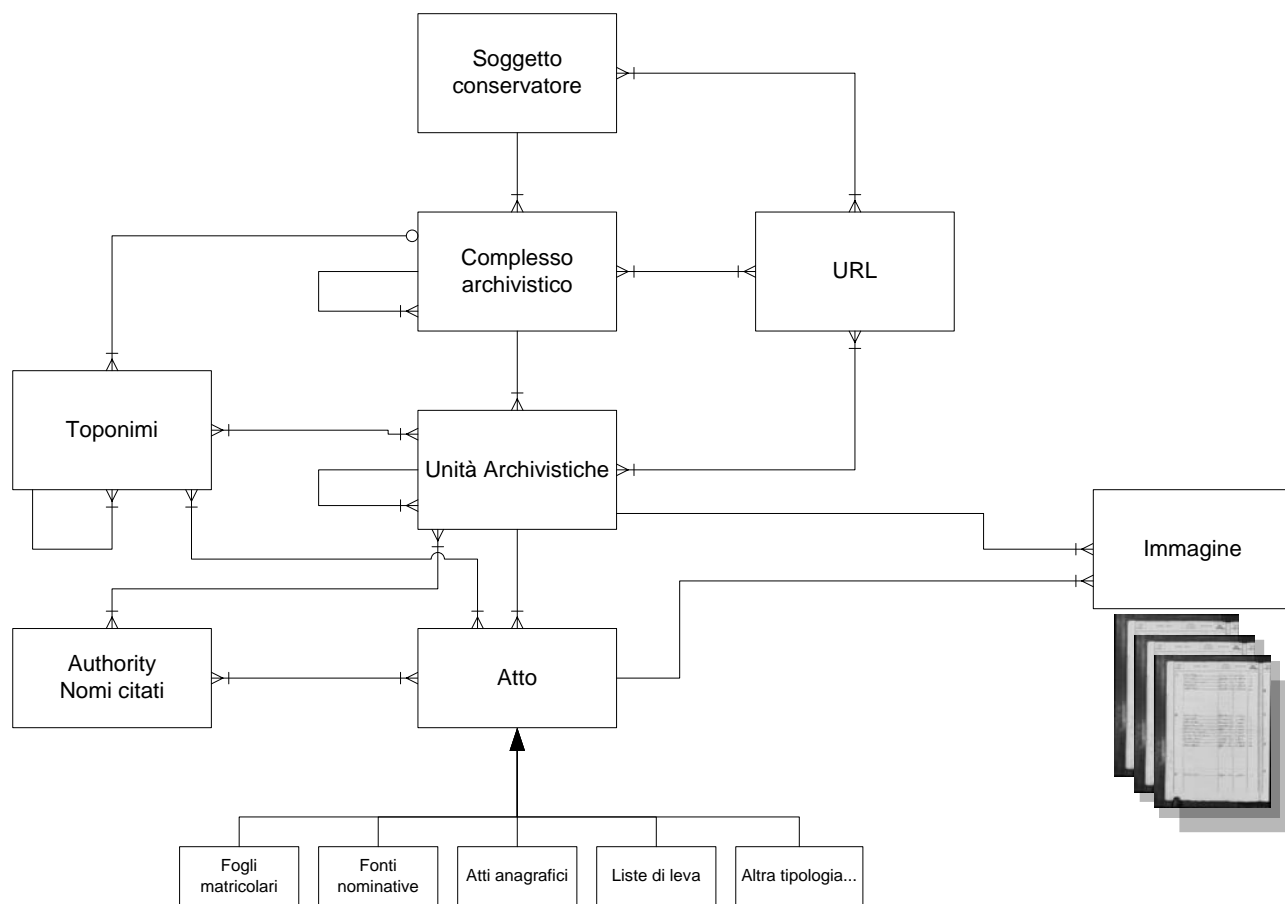 Soggetto
conservatore
Complesso
archivistico
URL
Toponimi
Unità Archivistiche
Immagine
Authority
Nomi citati
Atto
Fogli
matricolari
Fonti
nominative
Atti anagrafici
Liste di leva
Altra tipologia...